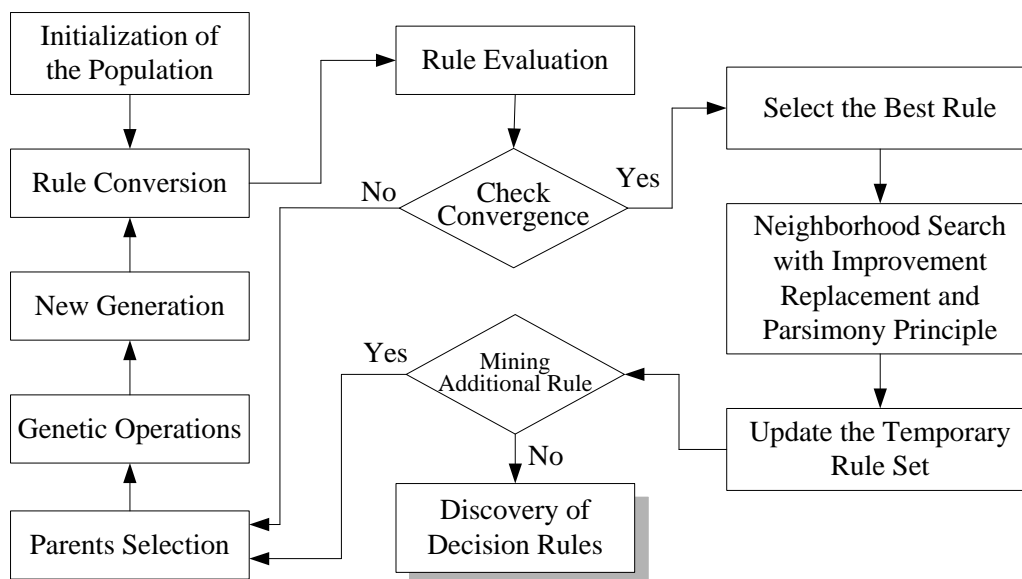 Initialization of
the Population
Rule Evaluation
Select the Best Rule
Rule Conversion
No
Check
Convergence
Yes
Neighborhood Search
with Improvement
Replacement and
Parsimony Principle
New Generation
Yes
Mining
Additional Rule
Genetic Operations
No
Update the Temporary
Rule Set
Parents Selection
Discovery of
Decision Rules